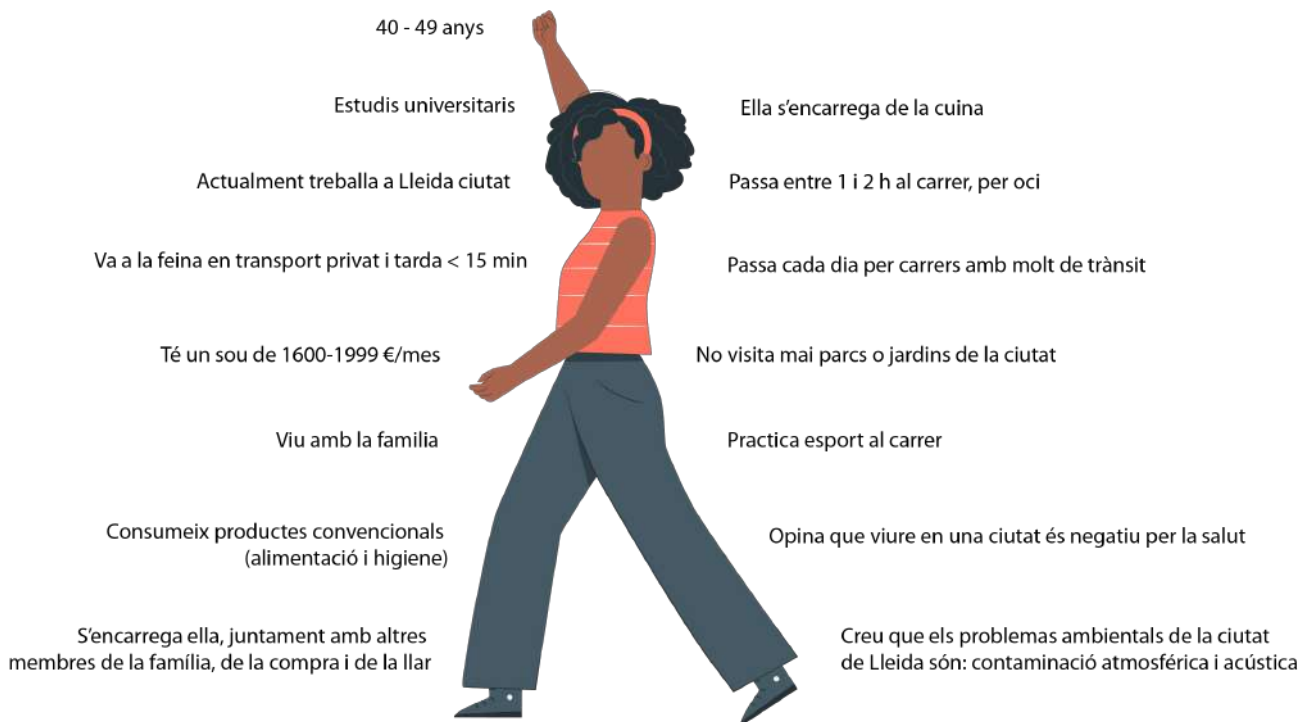 40 - 49 anys
Estudis universitaris
Actualment treballa a Lleida ciutat
Va a la feina en transport privat i tarda < 15 min
Té un sou de 1600-1999 €/mes
Viu amb la familia
Consumeix productes convencionals
(alimentació i higiene)
S'encarrega ella, juntament amb altres
membres de la família, de la compra i de la llar
Ella s'encarrega de la cuina
Passa entre 1 i 2 h al carrer, per oci
Passa cada dia per carrers amb molt de trànsit
No visita mai parcs o jardins de la ciutat
Practica esport al carrer
Opina que viure en una ciutat és negatiu per la salut
Creu que els problemas ambientals de la ciutat
de Lleida són: contaminació atmosférica i acústica